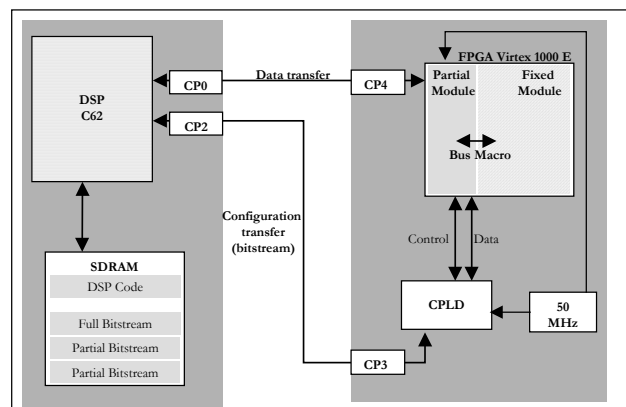 DSP
C62
CP0
CP2
Data transfer
CP4
FPGA Virtex 1000 E
Partial
Module
Fixed
Module
Bus Macro
Configuration
transfer
(bitstream)
Control
Data
SDRAM
DSP Code
Full Bitstream
Partial Bitstream
Partial Bitstream
CPLD
50
MHz
CP3